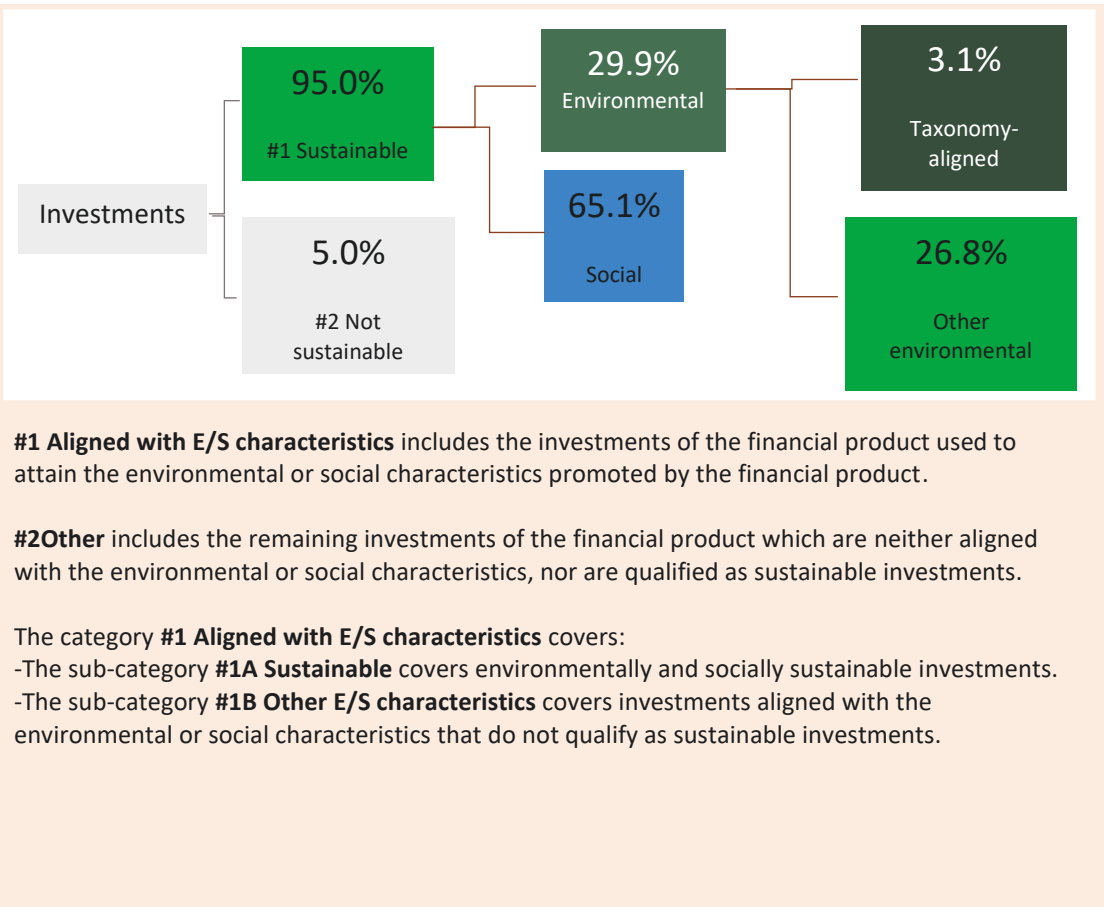 Investments
95.0%
#1 Sustainable
5.0%
#2 Not
sustainable
29.9%
Environmental
65.1%
Social
3.1%
Taxonomy-
aligned
26.8%
Other
environmental
#1 Aligned with E/S characteristics includes the investments of the financial product used to
attain the environmental or social characteristics promoted by the financial product.
#2Other includes the remaining investments of the financial product which are neither aligned
with the environmental or social characteristics, nor are qualified as sustainable investments.
The category #1 Aligned with E/S characteristics covers:
-The sub-category #1A Sustainable covers environmentally and socially sustainable investments.
-The sub-category #1B Other E/S characteristics covers investments aligned with the
environmental or social characteristics that do not qualify as sustainable investments.